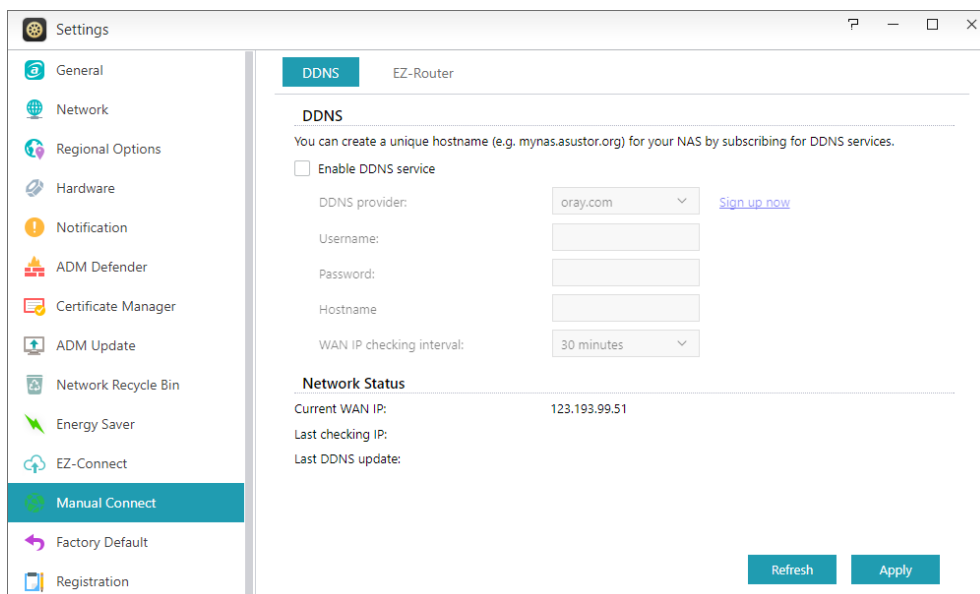 Settings
General
Network
Regional Options
Hardware
Notification
ADM Defender
Certificate Manager
ADM Update
Network Recycle Bin
Energy Saver
EZ-Connect
Manual Connect
Factory Default
Registration
DDNS
EZ-Router
DDNS
You can create a unique hostname (e.g. mynas.asustor.org) for your NAS by subscribing for DDNS services.
Enable DDNS service
DDNS provider: oray.com Sign up now
Username:
Password:
Hostname
WAN IP checking interval: 30 minutes
Network Status
Current WAN IP: 123.193.99.51
Last checking IP:
Last DDNS update:
Refresh Apply